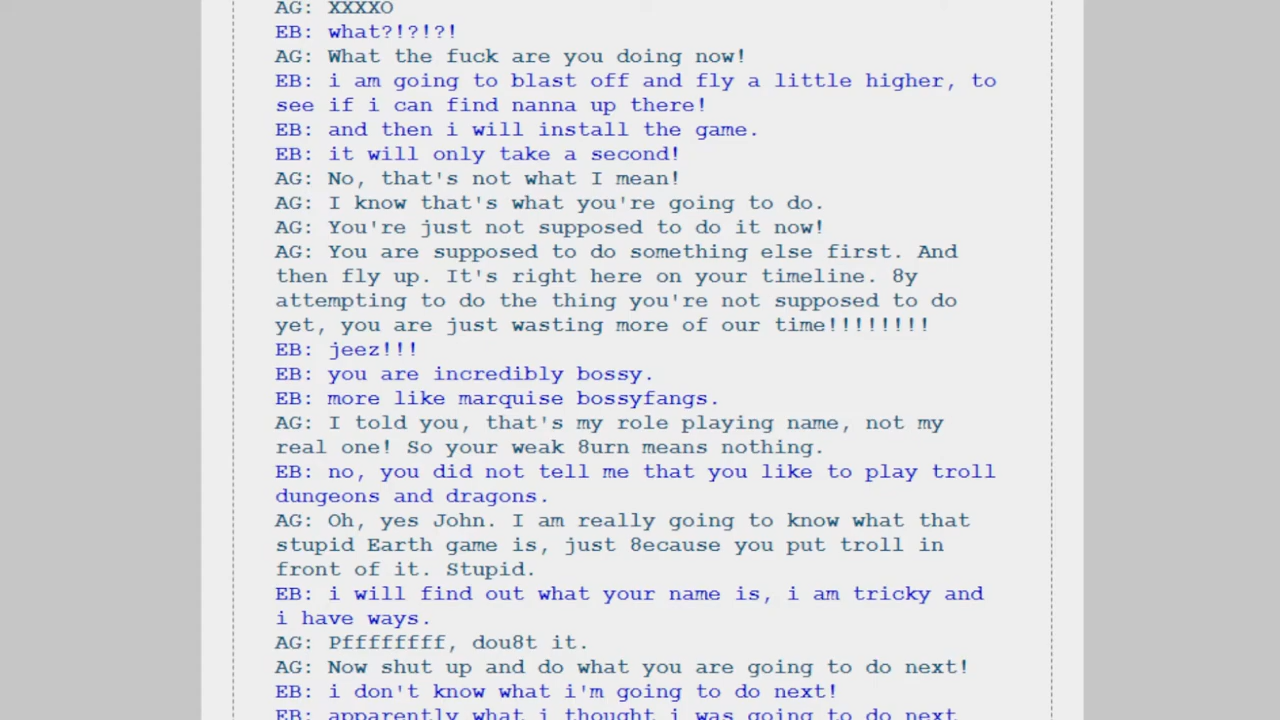 AG: XXXXO
EB: what?!?!?!
AG: What the fuck are you doing now!
EB: i am going to blast off and fly a little higher, to
see if i can find nanna up there!
EB: and then i will install the game.
EB: it will only take a second!
AG: No, that's not what I mean!
AG: I know that's what you're going to do.
AG: You're just not supposed to do it now!
AG: You are supposed to do something else first. And
then fly up. It's right here on your timeline. 8y
attempting to do the thing you're not supposed to do
yet, you are just wasting more of our time!!!!!!!!
EB: jeez!!!
EB: you are incredibly bossy.
EB: more like marquise bossyfangs.
AG: I told you, that's my role playing name, not my
real one! So your weak 8urn means nothing.
EB: no, you did not tell me that you like to play troll
dungeons and dragons.
AG: Oh, yes John. I am really going to know what that
stupid Earth game is, just 8ecause you put troll in
front of it. Stupid.
EB: i will find out what your name is, i am tricky and
i have ways.
AG: Pffffffff, dou8t it.
AG: Now shut up and do what you are going to do next!
EB: i don't know what i'm going to do next!
EB: apparently what i thought i was going to do next